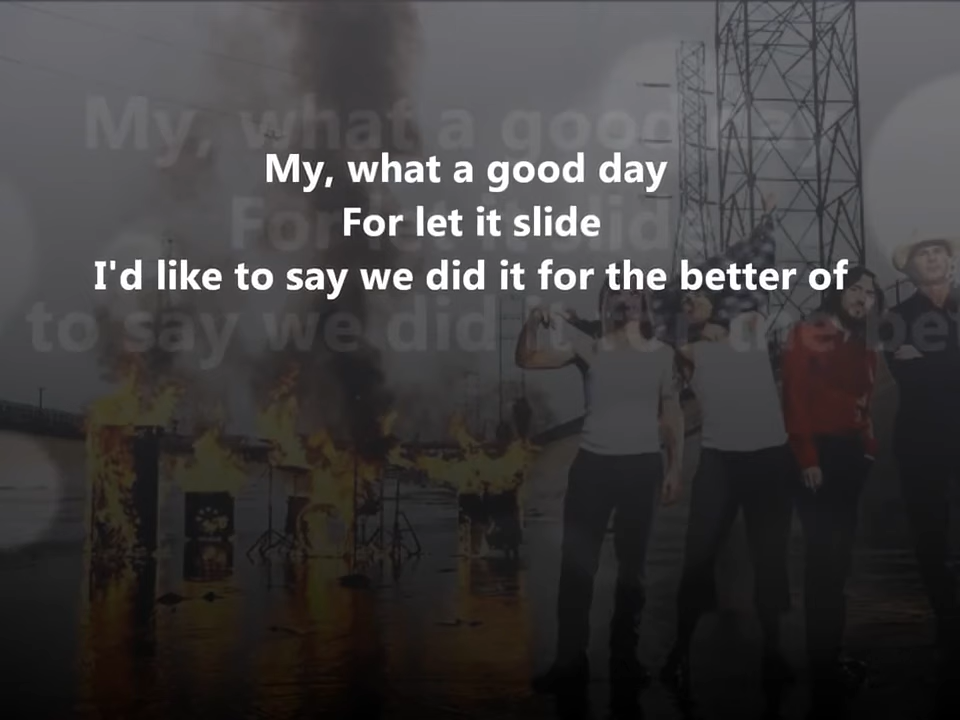 My, what a good day
For let it slide
I'd like to say we did it for the better of